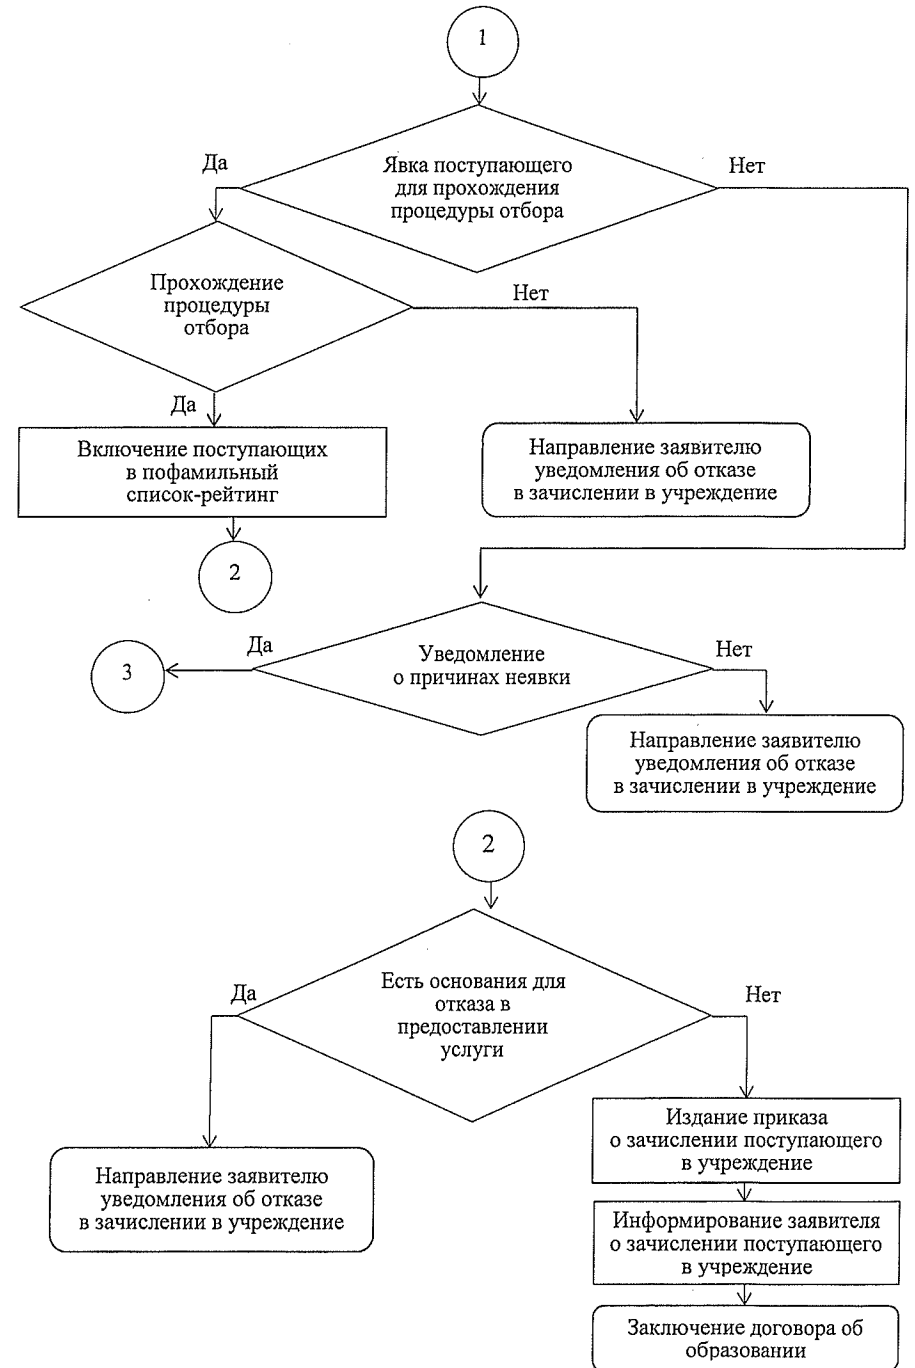 1
Да
Явка поступающего
для прохождения
процедуры отбора
Нет
Прохождение
процедуры
отбора
Нет
Да
Включение поступающих
в пофамильный
список-рейтинг
Направление заявителю
уведомления об отказе
в зачислении в учреждение
2
Да
Уведомление
о причинах неявки
Нет
3
Направление заявителю
уведомления об отказе
в зачислении в учреждение
2
Да
Есть основания для
отказа в
предоставлении
услуги
Нет
Издание приказа
о зачислении поступающего
в учреждение
Направление заявителю
уведомления об отказе
в зачислении в учреждение
Информирование заявителя
о зачислении поступающего
в учреждение
Заключение договора об
образовании